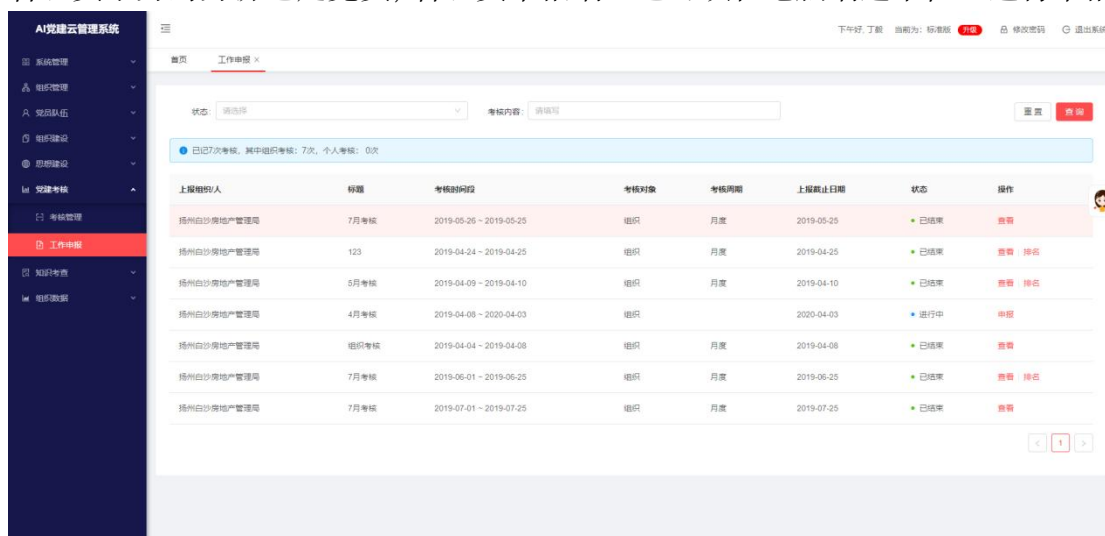 AI党建云管理系统
下午好, 丁毅 当前为: 标准版 升级 修改密码 退出系统
系统管理
首页 工作申报 ×
组织管理
党员队伍
状态: 请选择 考核内容: 请填写 重置 查询
组织建设
思想建设
已记7次考核, 其中组织考核: 7次, 个人考核: 0次
党建考核
上报组织/人 标题 考核时间段 考核对象 考核周期 上报截止日期 状态 操作
考核管理
扬州白沙房地产管理局 7月考核 2019-05-26 ~ 2019-05-25 组织 月度 2019-05-25 已结束 查看
工作申报
扬州白沙房地产管理局 123 2019-04-24 ~ 2019-04-25 组织 月度 2019-04-25 已结束 查看 | 排名
知识考查
扬州白沙房地产管理局 5月考核 2019-04-09 ~ 2019-04-10 组织 月度 2019-04-10 已结束 查看 | 排名
组织数据
扬州白沙房地产管理局 4月考核 2019-04-08 ~ 2020-04-03 组织 2020-04-03 进行中 申报
扬州白沙房地产管理局 组织考核 2019-04-04 ~ 2019-04-08 组织 月度 2019-04-08 已结束 查看
扬州白沙房地产管理局 7月考核 2019-06-01 ~ 2019-06-25 组织 月度 2019-06-25 已结束 查看 | 排名
扬州白沙房地产管理局 7月考核 2019-07-01 ~ 2019-07-25 组织 月度 2019-07-25 已结束 查看
< 1 >